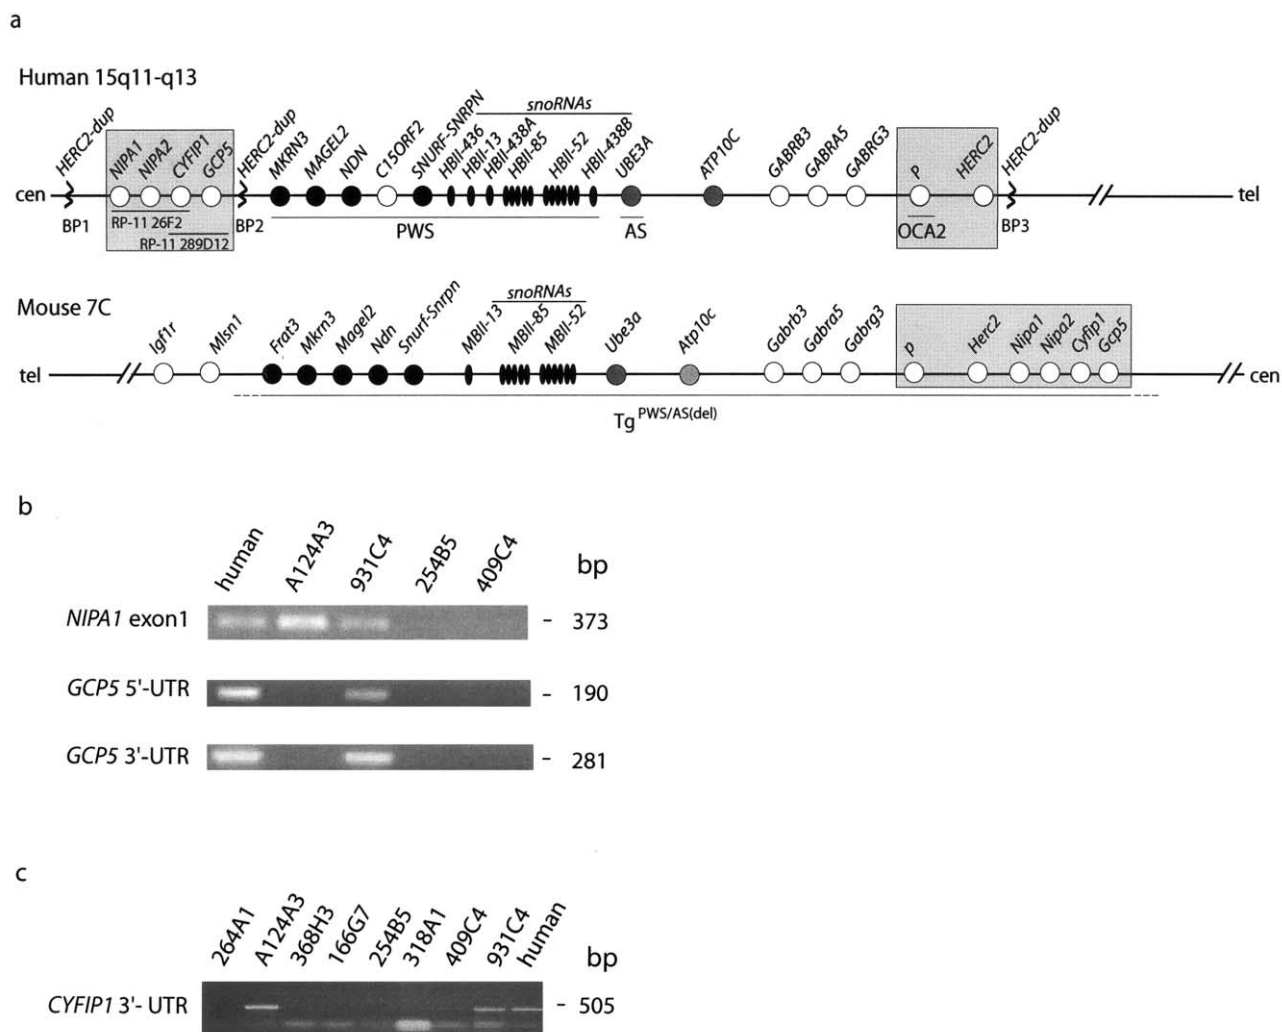 a
Human 15q11-q13
snoRNAs
HERC2-dup NIPA1 NIPA2 CYFIP1 GCP5 HERC2-dup MKRN3 MAGEL2 NDN C15ORF2 SNURF-SNRPN HBII-436 HBII-13 HBII-438A HBII-85 HBII-52 HBII-438B UBE3A ATP10C GABRB3 GABRA5 GABRG3 P HERC2 HERC2-dup
cen tel
BP1 RP-11 26F2 BP2 PWS AS OCA2 BP3
RP-11 289D12
Mouse 7C
snoRNAs
Igf1r Mlsn1 Frat3 Mkrn3 Magel2 Ndn Snurf-Snrpn MBII-13 MBII-85 MBII-52 Ube3a Atp10c Gabrb3 Gabra5 Gabrg3 p Herc2 Nipa1 Nipa2 Cyfip1 Gcp5
tel cen
Tg PWS/AS(del)
b
human A124A3 931C4 254B5 409C4 bp
NIPA1 exon1 - 373
GCP5 5'-UTR - 190
GCP5 3'-UTR - 281
c
264A1 A124A3 368H3 166G7 254B5 318A1 409C4 931C4 human bp
CYFIP1 3'- UTR - 505